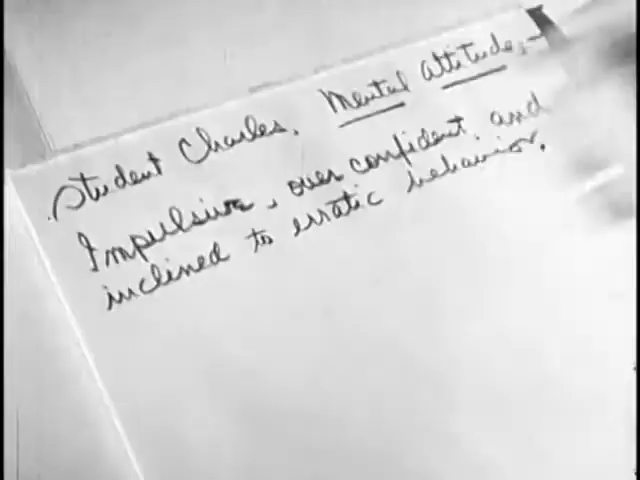 Student Charles. Mental Attitude,-
Impulsive, over confident, and
inclined to erratic behavior.